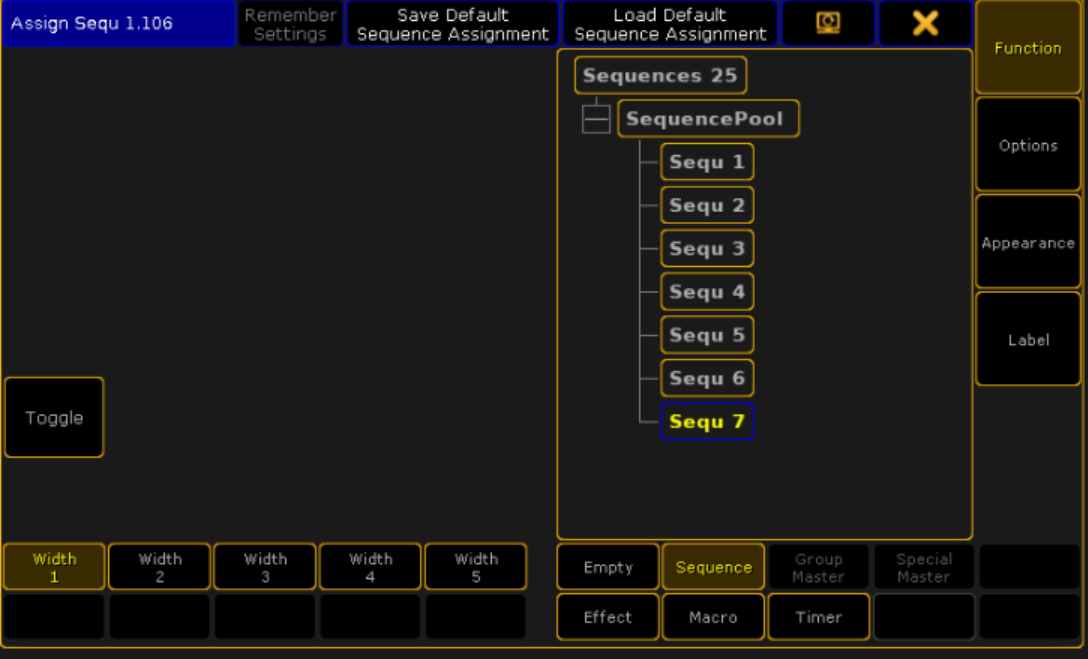 Assign Sequ 1.106
Remember
Settings
Save Default
Sequence Assignment
Load Default
Sequence Assignment
Function
Sequences 25
SequencePool
Sequ 1
Sequ 2
Sequ 3
Sequ 4
Sequ 5
Sequ 6
Sequ 7
Options
Appearance
Label
Toggle
Width
1
Width
2
Width
3
Width
4
Width
5
Empty
Sequence
Group
Master
Special
Master
Effect
Macro
Timer